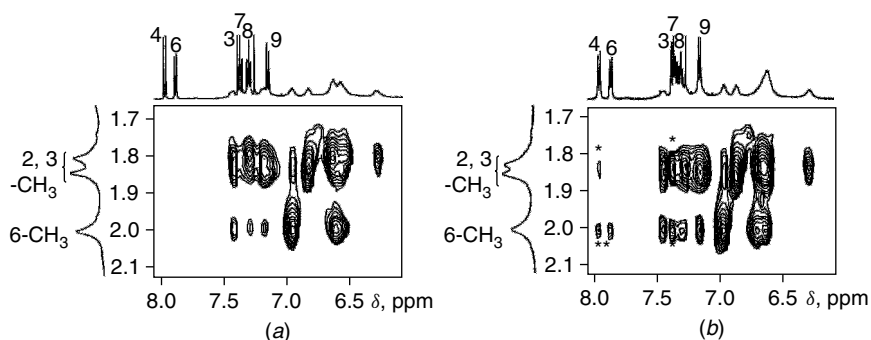 7
4 6 3 8 9
1.7
1.8
2, 3
-CH₃
1.9
6-CH₃ 2.0
2.1
8.0 7.5 7.0 6.5 δ, ppm
(a)
7
4 6 3 8 9
* *
1.7
1.8
2, 3
-CH₃
1.9
6-CH₃ 2.0
** *
2.1
8.0 7.5 7.0 6.5 δ, ppm
(b)